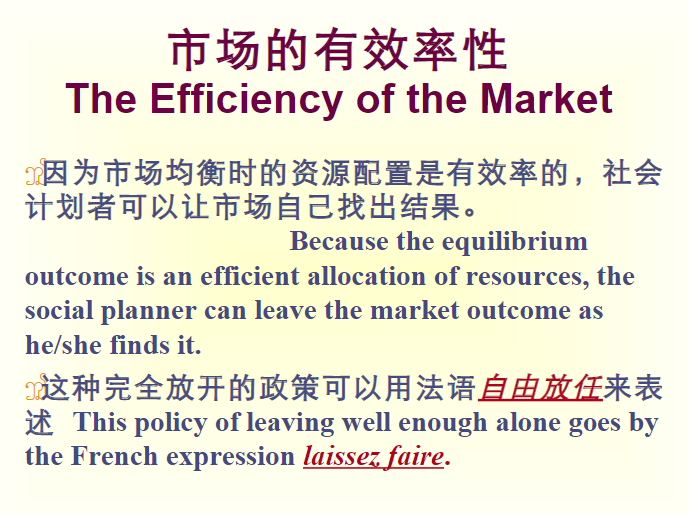 市场的有效率性
The Efficiency of the Market
因为市场均衡时的资源配置是有效率的，社会
计划者可以让市场自己找出结果。
Because the equilibrium
outcome is an efficient allocation of resources, the
social planner can leave the market outcome as
he/she finds it.
这种完全放开的政策可以用法语自由放任来表
述 This policy of leaving well enough alone goes by
the French expression laissez faire.